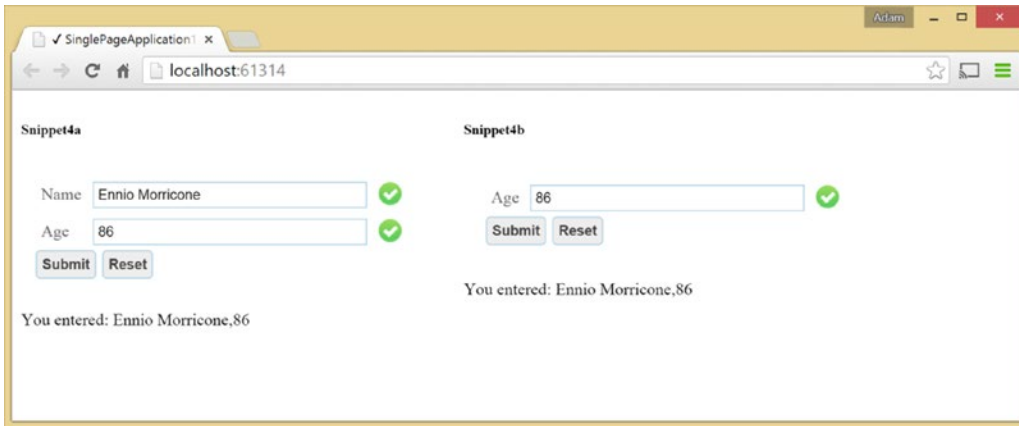 Adam
✓ SinglePageApplication1
localhost:61314
Snippet4a
Name Ennio Morricone
Age 86
Submit Reset
You entered: Ennio Morricone,86
Snippet4b
Age 86
Submit Reset
You entered: Ennio Morricone,86